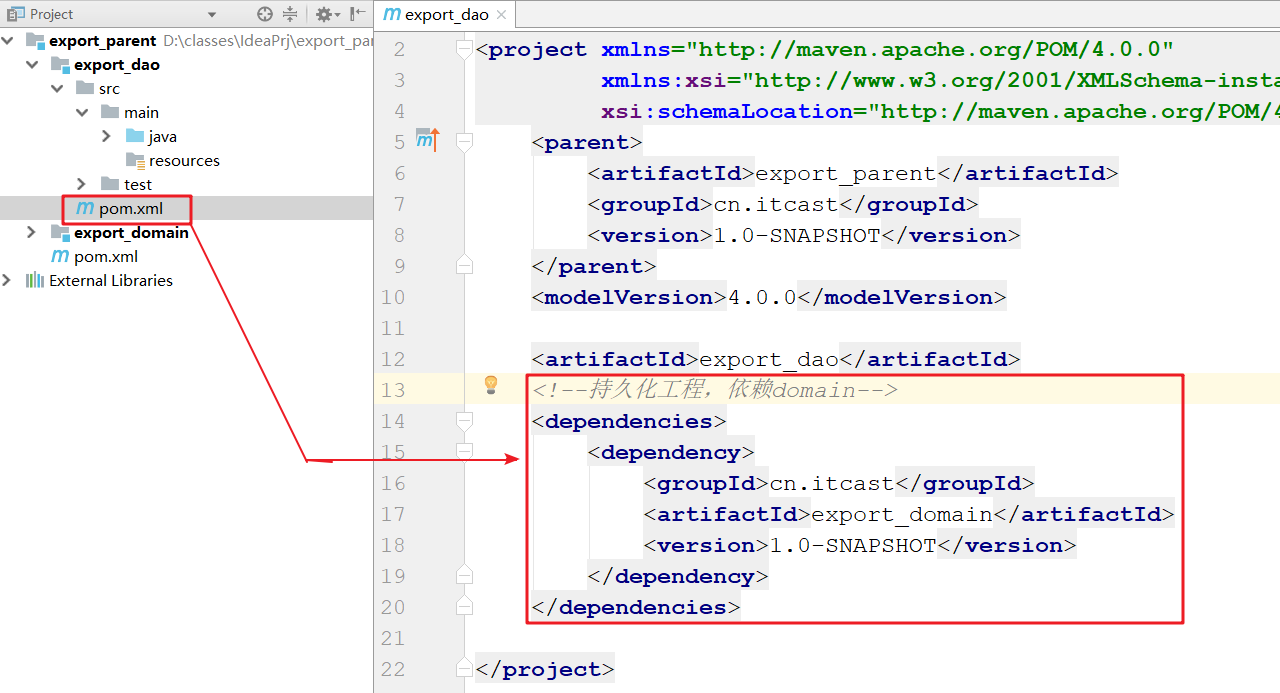 Project
export_parent D:\classes\IdeaPrj\export_par
export_dao
src
main
java
resources
test
pom.xml
export_domain
pom.xml
External Libraries
export_dao
2 <project xmlns="http://maven.apache.org/POM/4.0.0"
3 xmlns:xsi="http://www.w3.org/2001/XMLSchema-insta
4 xsi:schemaLocation="http://maven.apache.org/POM/4
5 <parent>
6 <artifactId>export_parent</artifactId>
7 <groupId>cn.itcast</groupId>
8 <version>1.0-SNAPSHOT</version>
9 </parent>
10 <modelVersion>4.0.0</modelVersion>
11
12 <artifactId>export_dao</artifactId>
13 <!--持久化工程，依赖domain-->
14 <dependencies>
15 <dependency>
16 <groupId>cn.itcast</groupId>
17 <artifactId>export_domain</artifactId>
18 <version>1.0-SNAPSHOT</version>
19 </dependency>
20 </dependencies>
21
22 </project>